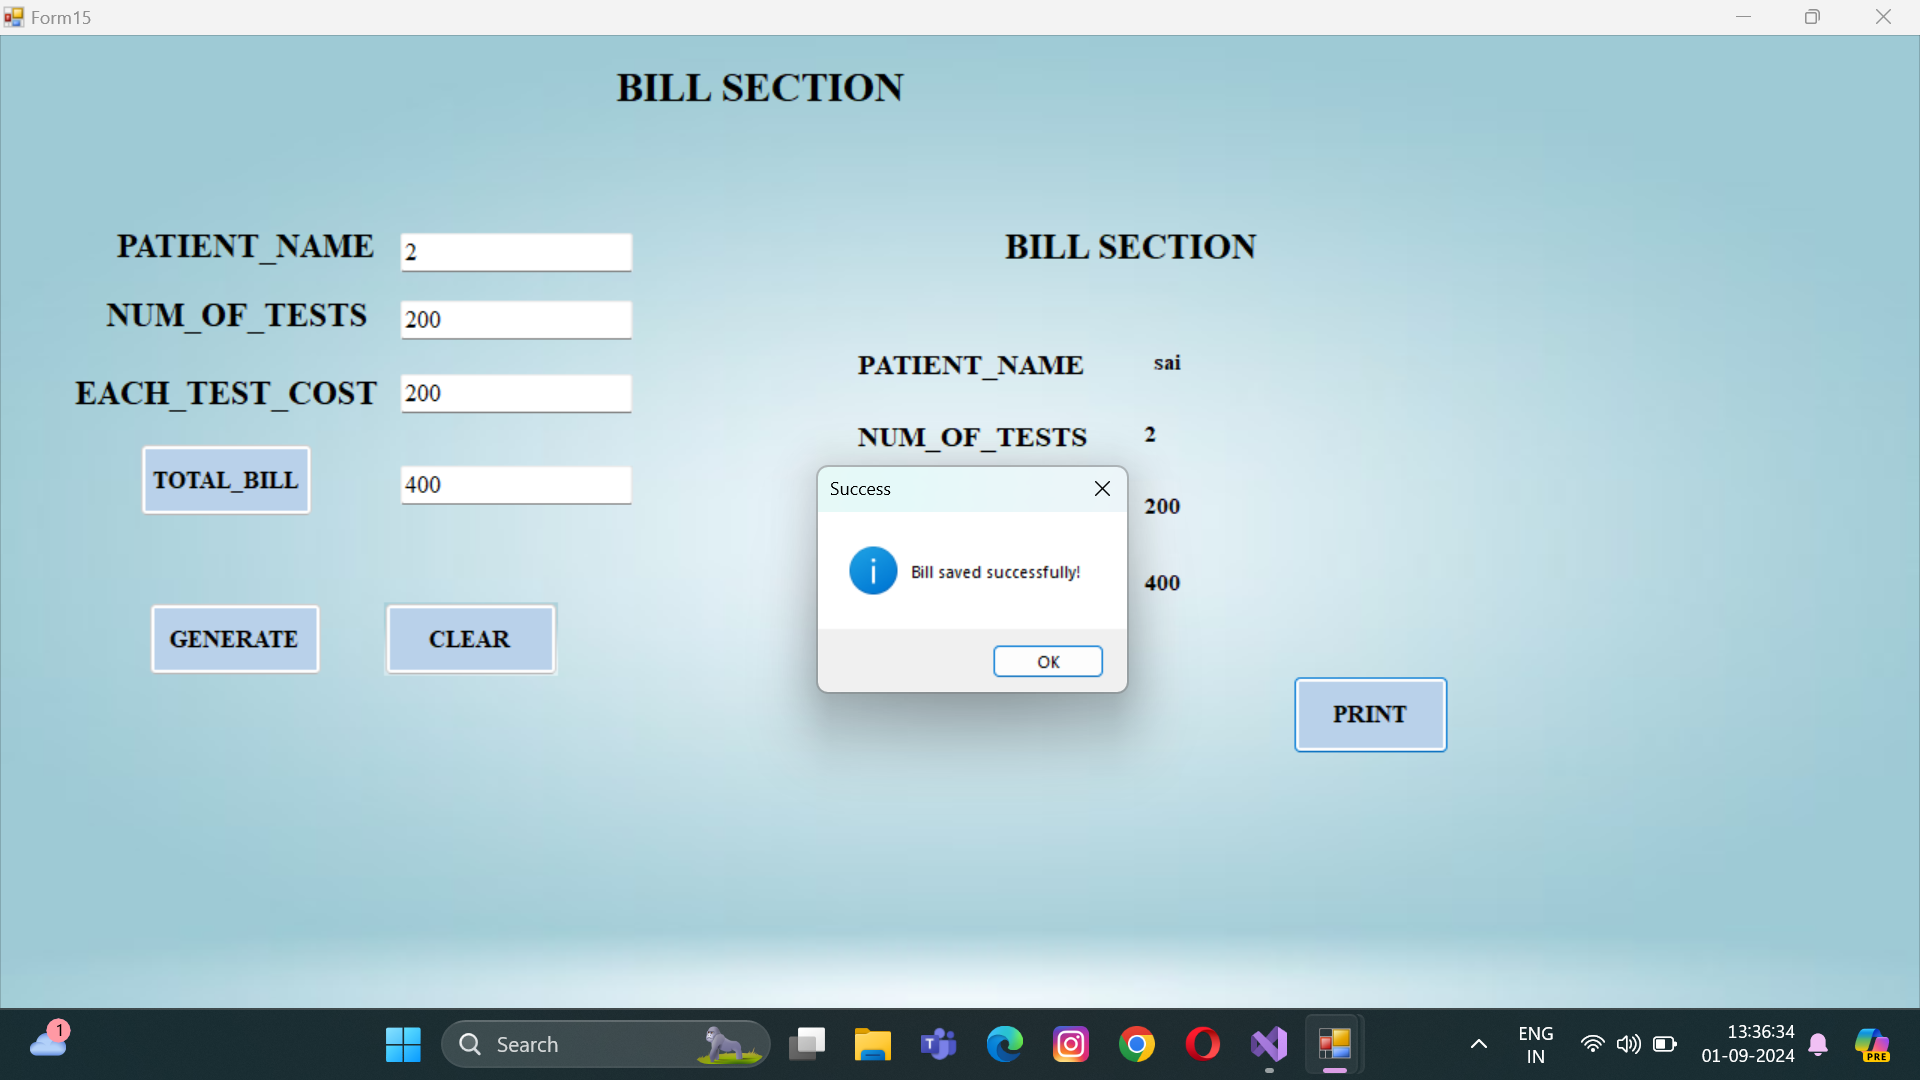 Form15
BILL SECTION
PATIENT_NAME 2
NUM_OF_TESTS 200
EACH_TEST_COST 200
TOTAL_BILL 400
GENERATE CLEAR
BILL SECTION
PATIENT_NAME sai
NUM_OF_TESTS 2
200
400
Success
i Bill saved successfully!
OK
PRINT
1
Search
T
ENG
IN
13:36:34
01-09-2024
PRE